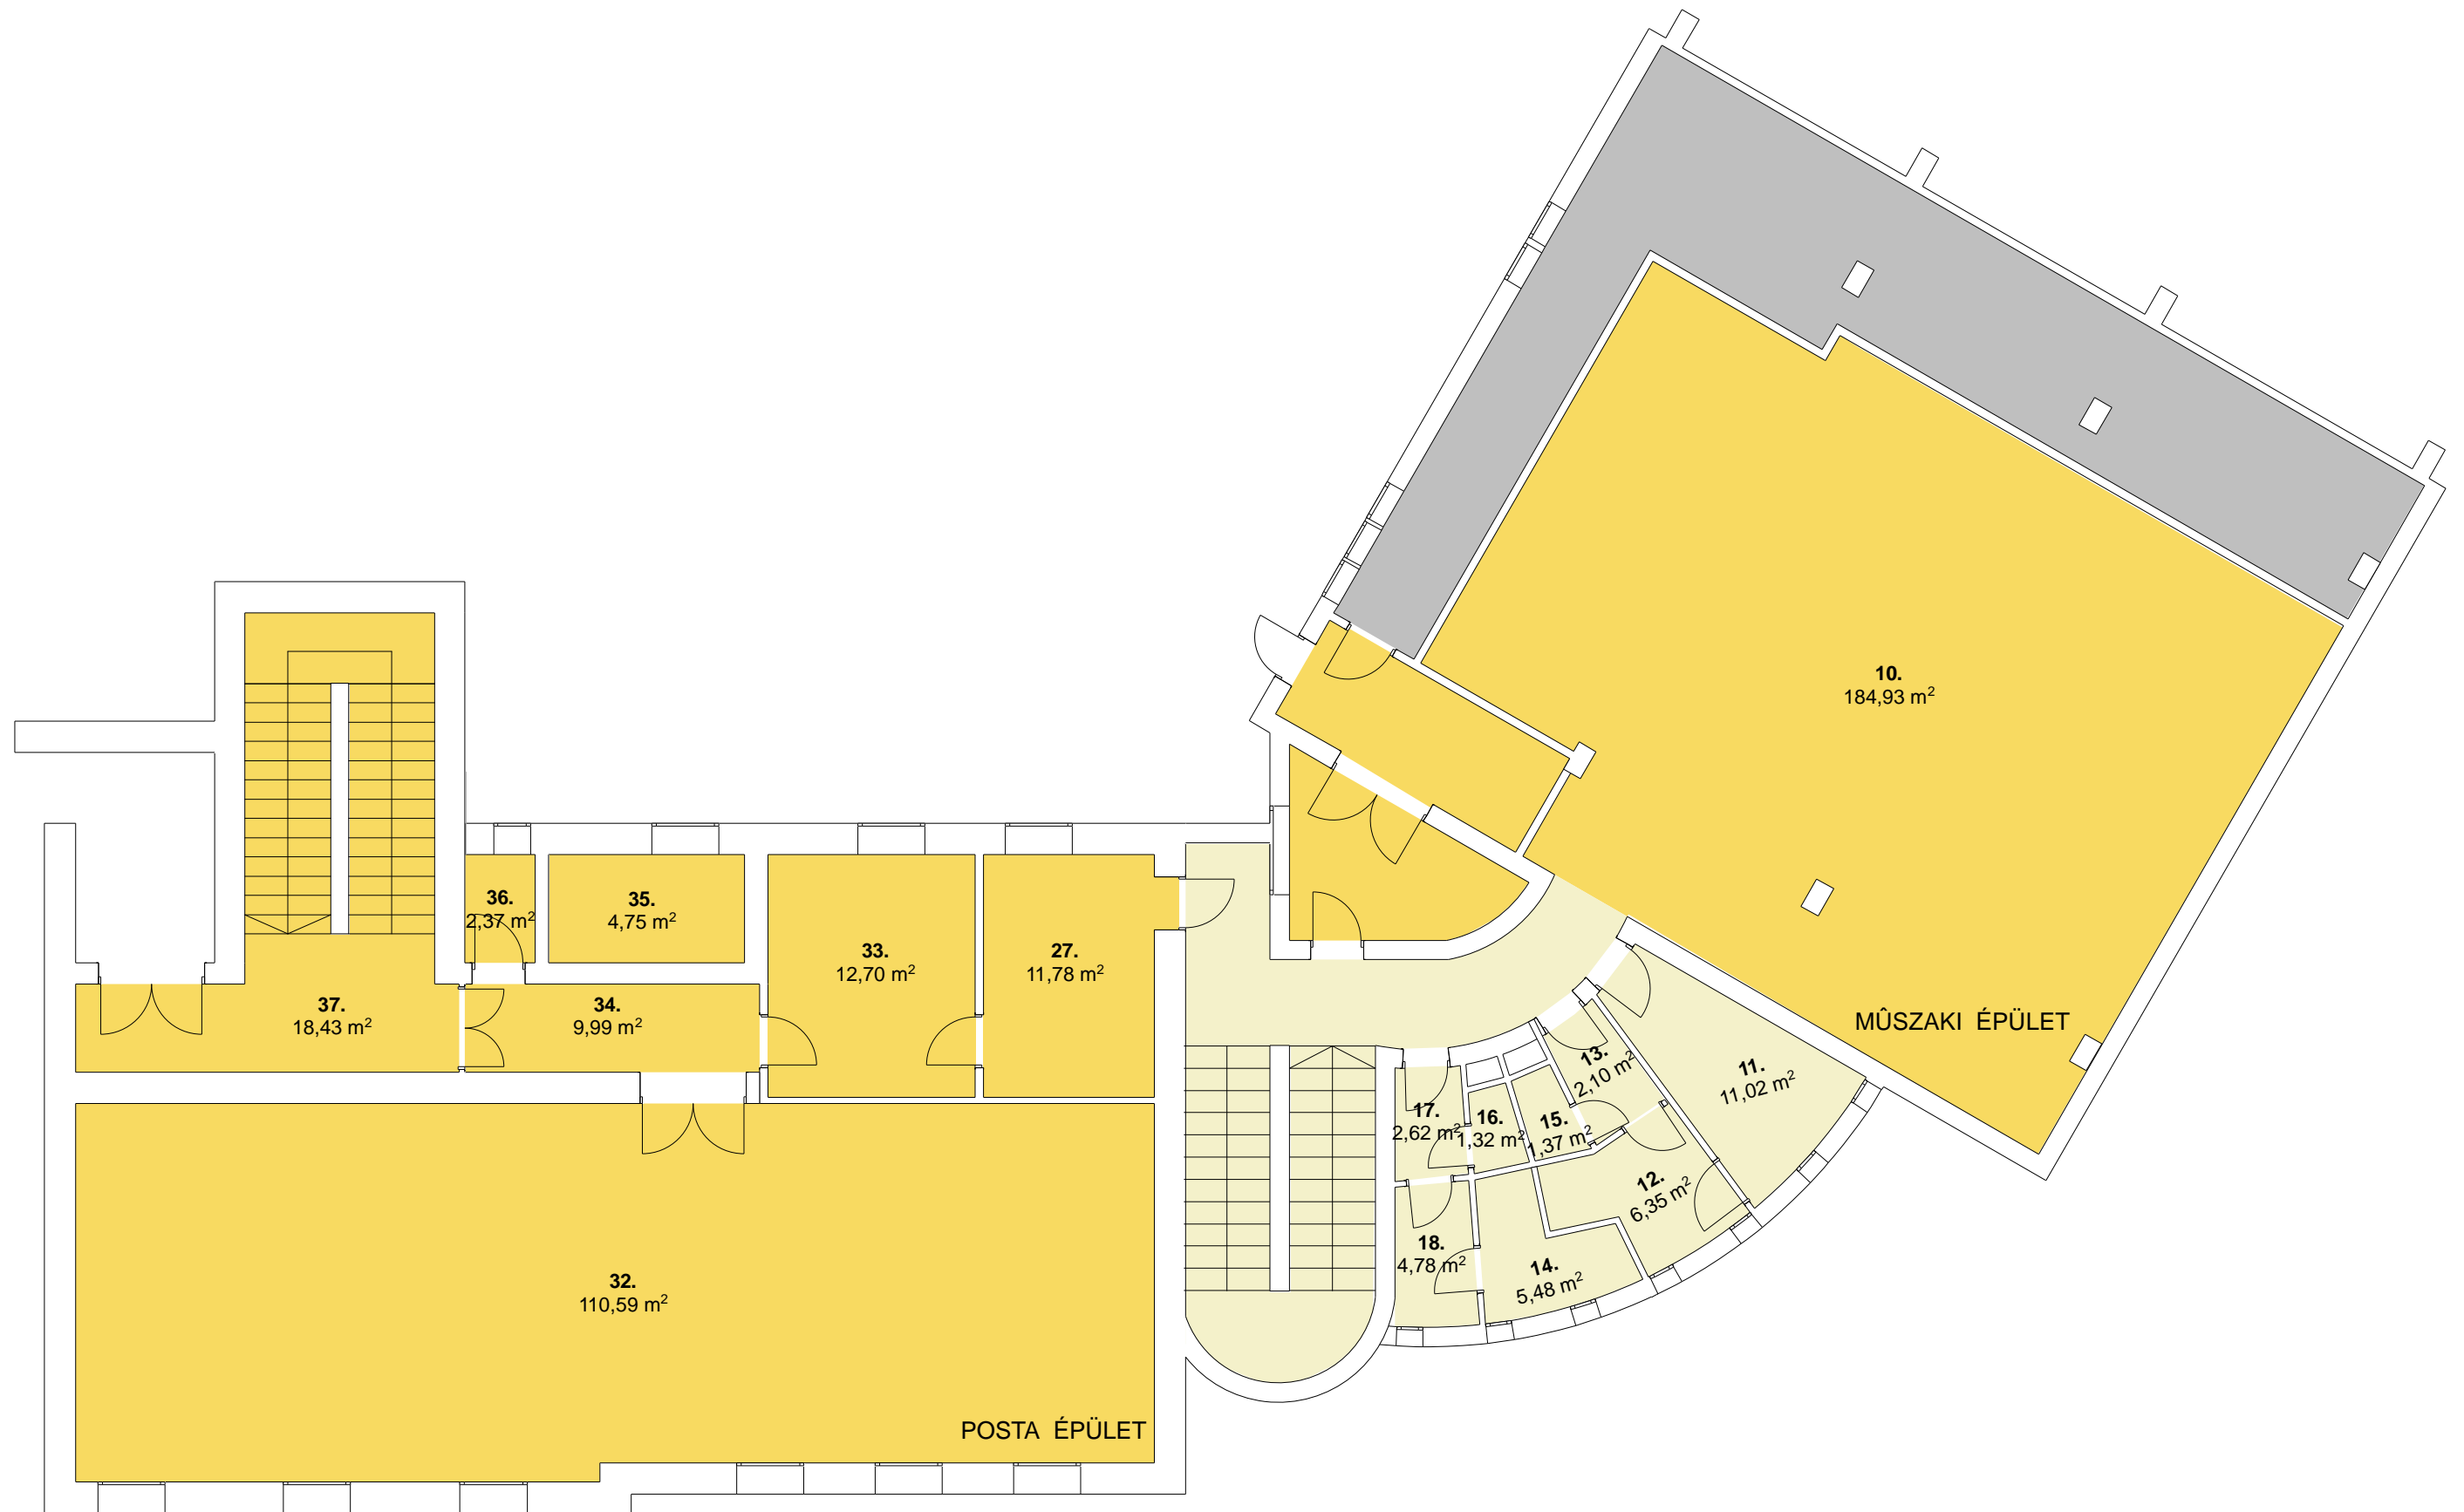 10.
184,93 m²
36.
2,37 m²
35.
4,75 m²
33.
12,70 m²
27.
11,78 m²
37.
18,43 m²
34.
9,99 m²
MÛSZAKI ÉPÜLET
13.
2,10 m²
11.
11,02 m²
17.
2,62 m²
16.
1,32 m²
15.
1,37 m²
12.
6,35 m²
18.
4,78 m²
14.
5,48 m²
32.
110,59 m²
POSTA ÉPÜLET